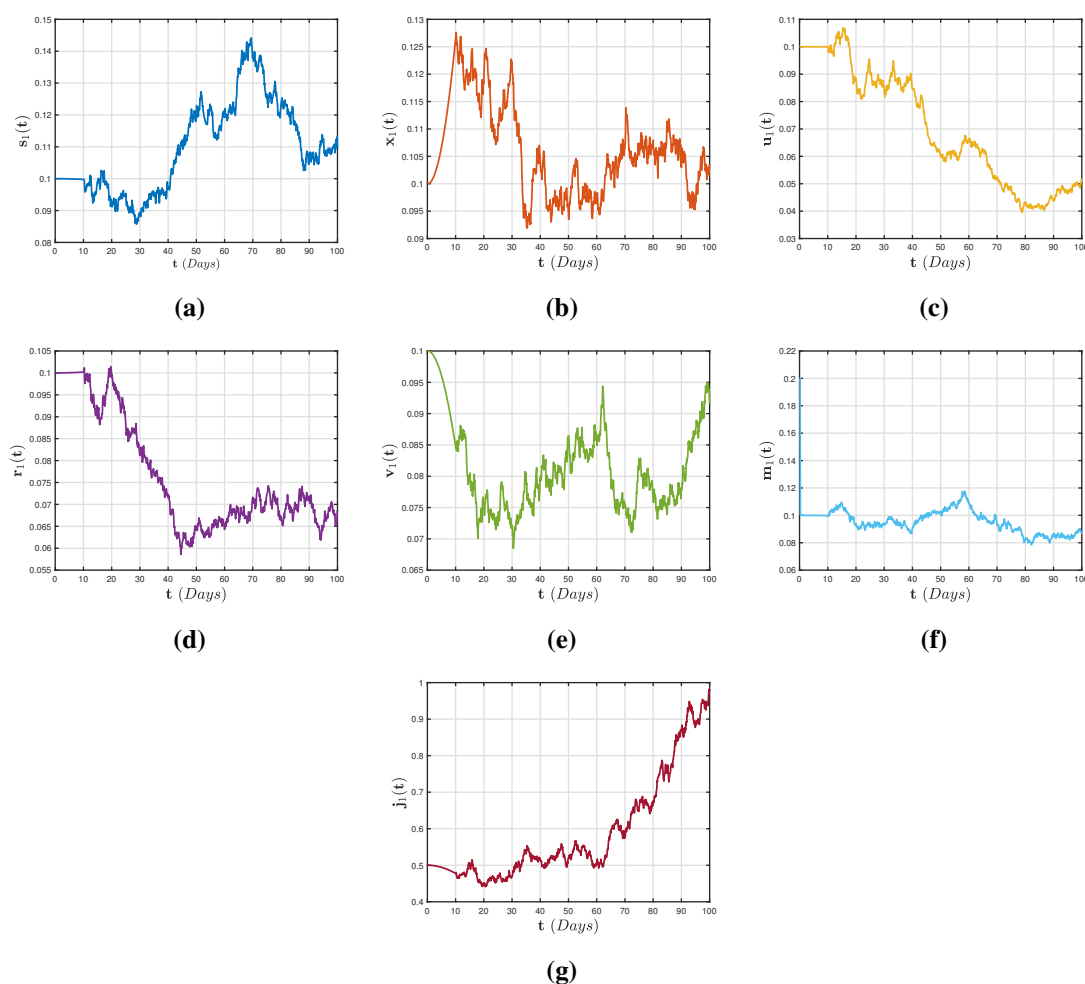 0.15
0.14
0.13
0.12
0.11
0.1
0.09
0.08
s₁(t)
0 10 20 30 40 50 60 70 80 90 100
t (Days)
(a)
0.13
0.125
0.12
0.115
0.11
0.105
0.1
0.095
0.09
x₁(t)
0 10 20 30 40 50 60 70 80 90 100
t (Days)
(b)
0.11
0.1
0.09
0.08
0.07
0.06
0.05
0.04
0.03
u₁(t)
0 10 20 30 40 50 60 70 80 90 100
t (Days)
(c)
0.105
0.1
0.095
0.09
0.085
0.08
0.075
0.07
0.065
0.06
0.055
r₁(t)
0 10 20 30 40 50 60 70 80 90 100
t (Days)
(d)
0.1
0.095
0.09
0.085
0.08
0.075
0.07
0.065
v₁(t)
0 10 20 30 40 50 60 70 80 90 100
t (Days)
(e)
0.22
0.2
0.18
0.16
0.14
0.12
0.1
0.08
0.06
m₁(t)
0 10 20 30 40 50 60 70 80 90 100
t (Days)
(f)
1
0.9
0.8
0.7
0.6
0.5
0.4
j₁(t)
0 10 20 30 40 50 60 70 80 90 100
t (Days)
(g)